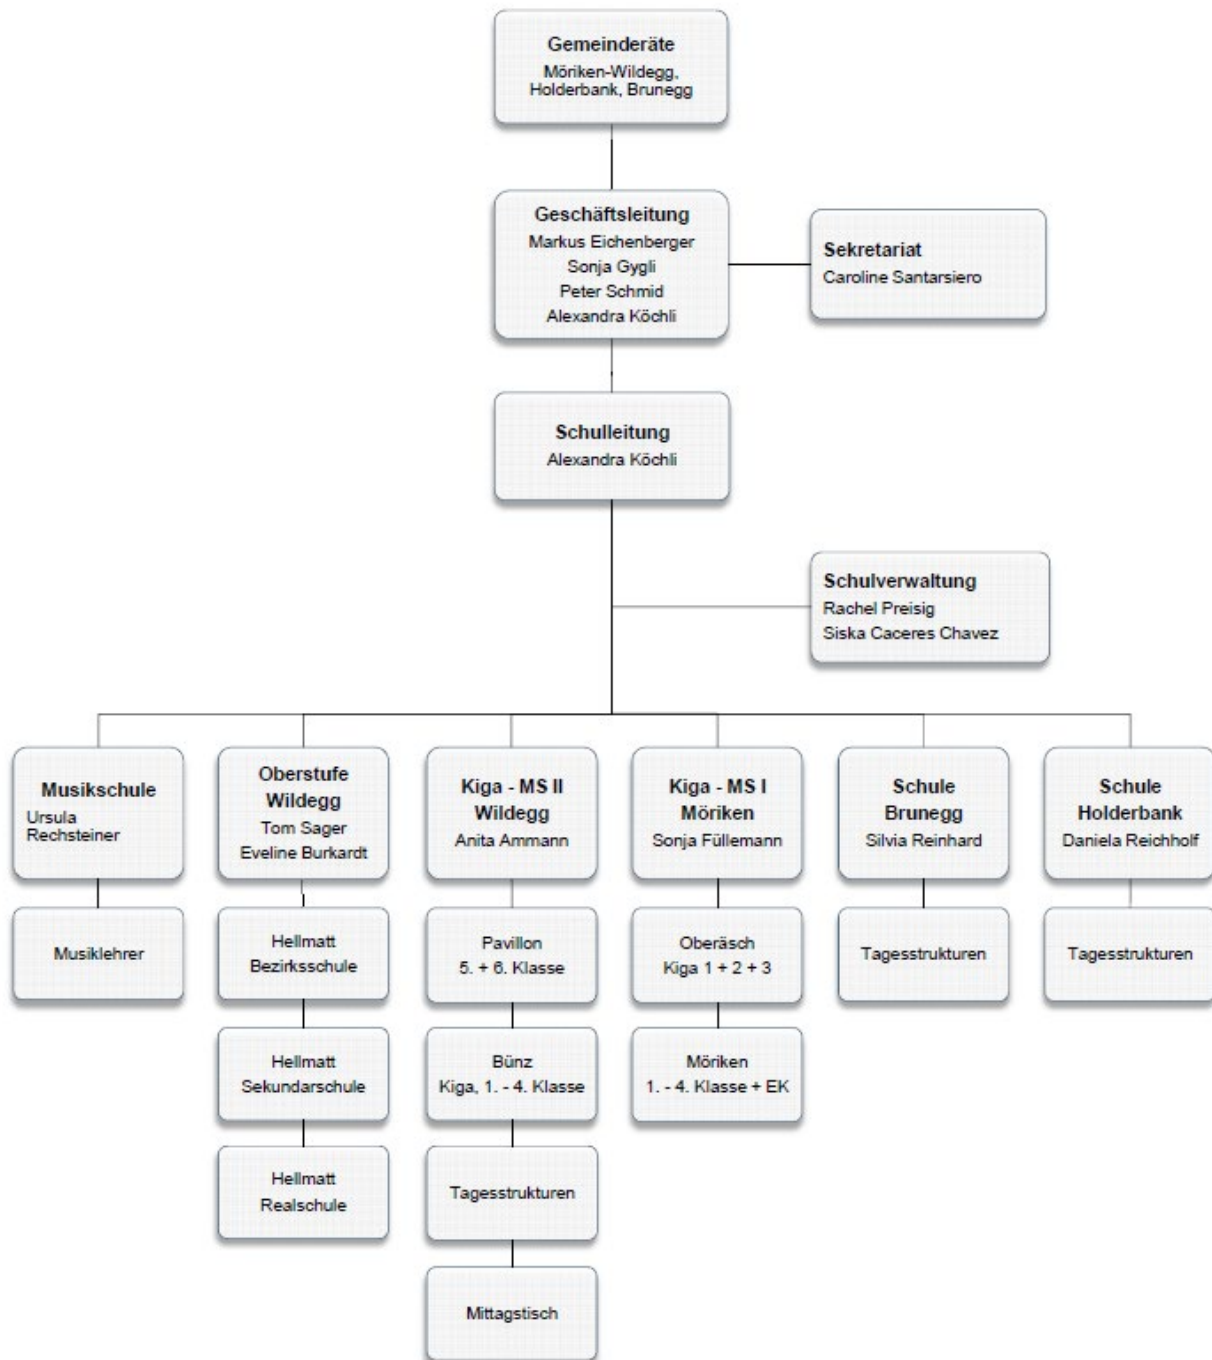 Gemeinderäte
Möriken-Wildegg,
Holderbank, Brunegg
Geschäftsleitung
Markus Eichenberger
Sonja Gygli
Peter Schmid
Alexandra Köchli
Sekretariat
Caroline Santarsiero
Schulleitung
Alexandra Köchli
Schulverwaltung
Rachel Preisig
Siska Caceres Chavez
Musikschule
Ursula
Rechsteiner
Oberstufe
Wildegg
Tom Sager
Eveline Burkardt
Kiga - MS II
Wildegg
Anita Ammann
Kiga - MS I
Möriken
Sonja Füllemann
Schule
Brunegg
Silvia Reinhard
Schule
Holderbank
Daniela Reichholf
Musiklehrer
Hellmatt
Bezirksschule
Pavillon
5. + 6. Klasse
Oberäsch
Kiga 1 + 2 + 3
Tagesstrukturen
Tagesstrukturen
Hellmatt
Sekundarschule
Bünz
Kiga, 1. - 4. Klasse
Möriken
1. - 4. Klasse + EK
Hellmatt
Realschule
Tagesstrukturen
Mittagstisch